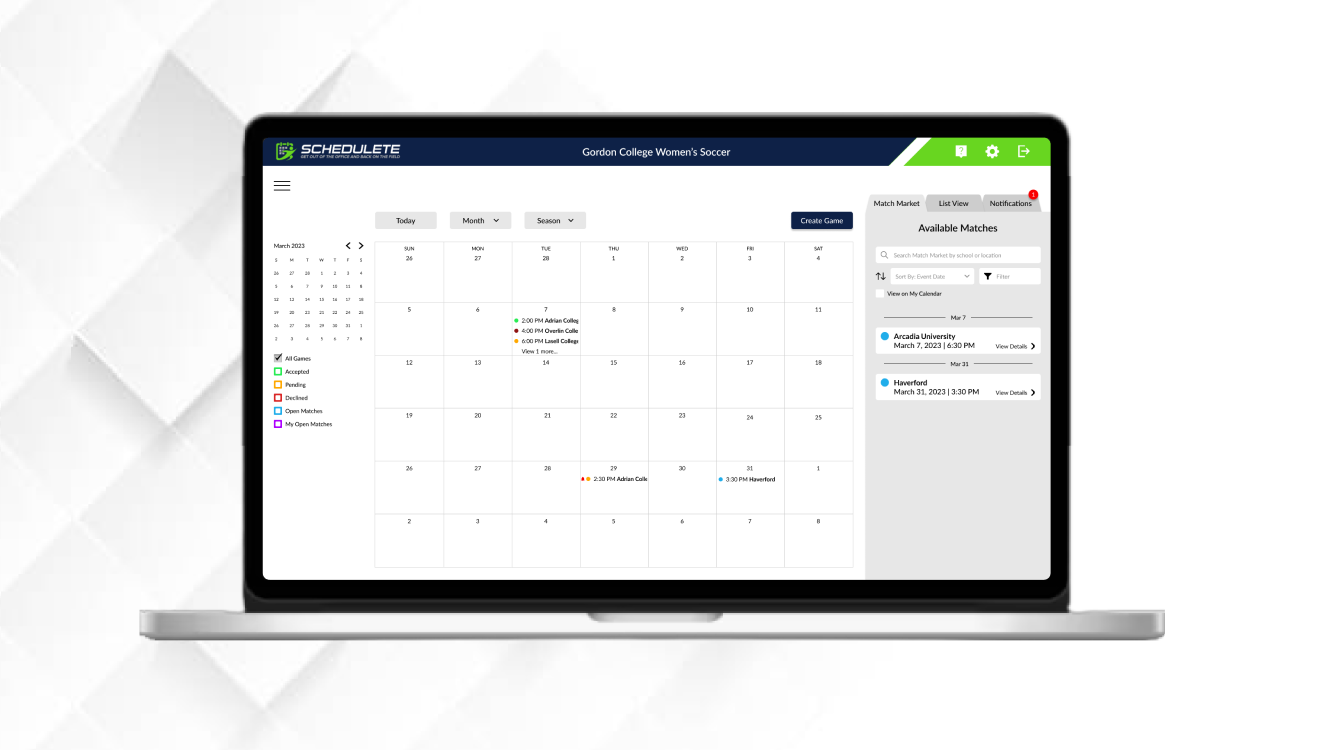 SCHEDULETE
GET OUT OF THE OFFICE AND BACK ON THE FIELD
Gordon College Women's Soccer
?
Today
Month
Season
Create Game
March 2023
S M T W T F S
26 27 28 1 2 3 4
12 12 14 15 16 17 18
19 20 21 22 23 24 25
26 27 28 29 30 31 1
2 3 4 5 6 7 8
All Games
Accepted
Pending
Declined
Open Matches
My Open Matches
SUN MON TUE THU WED FRI SAT
26 27 28 1 2 3 4
5 6 7 8 9 10 11
2:00 PM Adrian Colleg
4:00 PM Overlin Colle
6:00 PM Lasell College
View 1 more...
12 13 14 15 16 17 18
19 20 21 22 23 24 25
26 27 28 29 30 31 1
2:30 PM Adrian Colle
3:30 PM Haverford
2 3 4 5 6 7 8
Match Market
List View
Notifications
1
Available Matches
Search Match Market by school or location
Sort By: Event Date
Filter
View on My Calendar
Mar 7
Arcadia University
March 7, 2023 | 6:30 PM
View Details
Mar 31
Haverford
March 31, 2023 | 3:30 PM
View Details